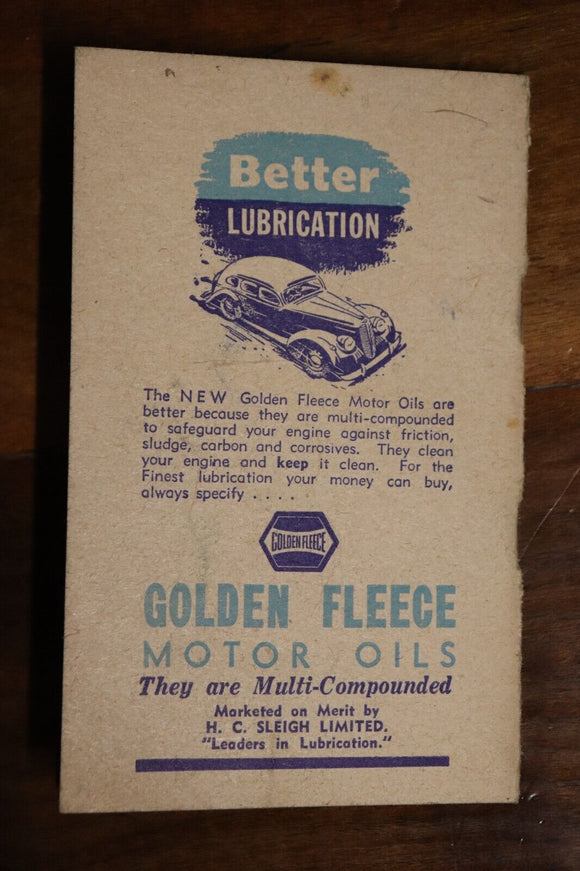 Better
LUBRICATION
The NEW Golden Fleece Motor Oils are
better because they are multi-compounded
to safeguard your engine against friction,
sludge, carbon and corrosives. They clean
your engine and keep it clean. For the
Finest lubrication your money can buy,
always specify . . . .
GOLDEN FLEECE
GOLDEN FLEECE
MOTOR OILS
They are Multi-Compounded
Marketed on Merit by
H. C. SLEIGH LIMITED.
"Leaders in Lubrication."